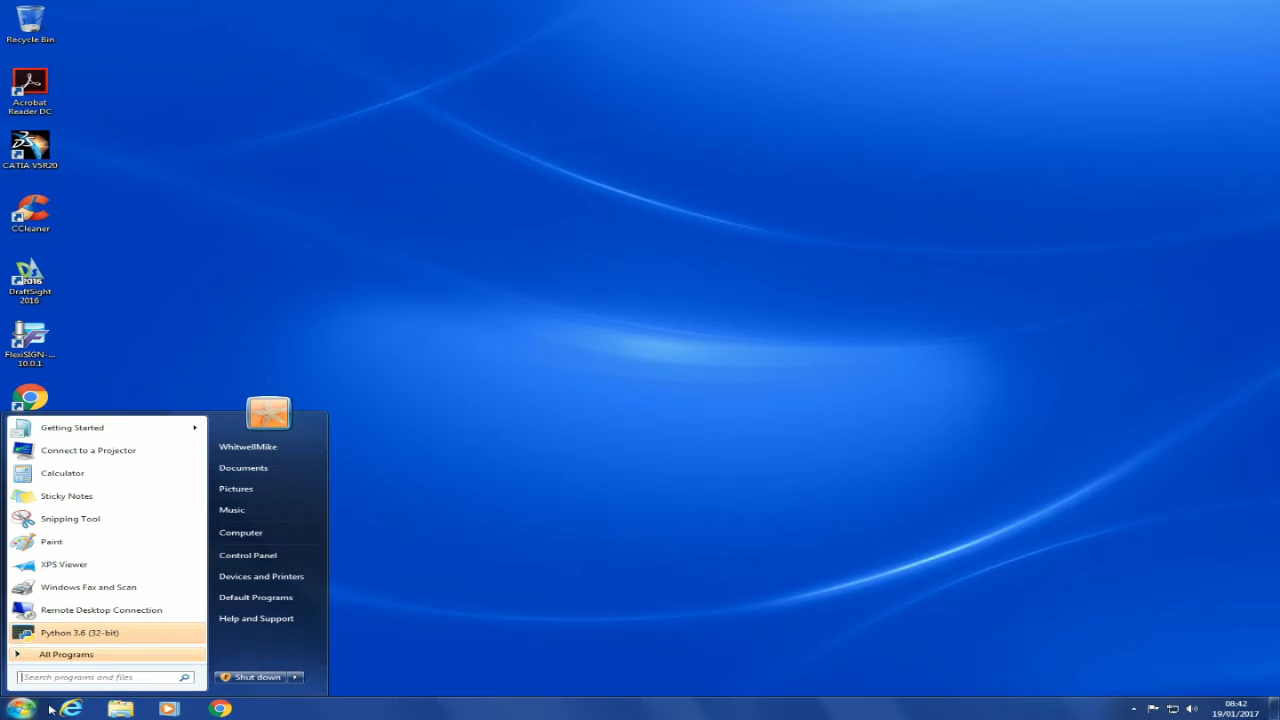 Recycle Bin
Acrobat
Reader DC
CATIA V5R20
CCleaner
2016
DraftSight
2016
FlexiSIGN-...
10.0.1
Getting Started
Connect to a Projector
Calculator
Sticky Notes
Snipping Tool
Paint
XPS Viewer
Windows Fax and Scan
Remote Desktop Connection
Python 3.6 (32-bit)
All Programs
Search programs and files
WhitwellMike
Documents
Pictures
Music
Computer
Control Panel
Devices and Printers
Default Programs
Help and Support
Shut down
08:42
19/01/2017